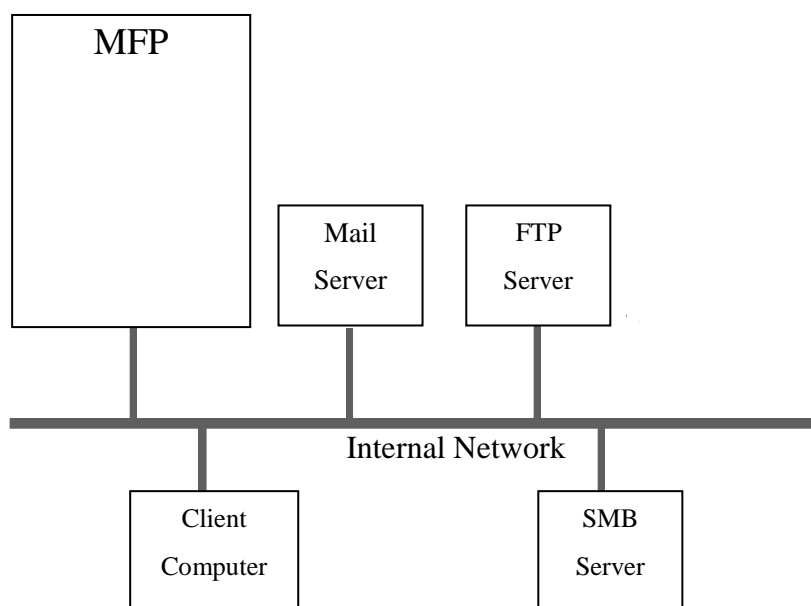 MFP
Mail
Server
FTP
Server
Internal Network
Client
Computer
SMB
Server